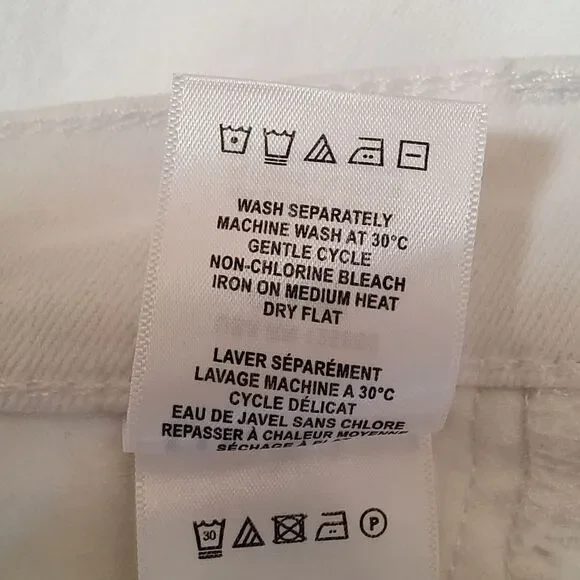 WASH SEPARATELY
MACHINE WASH AT 30°C
GENTLE CYCLE
NON-CHLORINE BLEACH
IRON ON MEDIUM HEAT
DRY FLAT
LAVER SÉPARÉMENT
LAVAGE MACHINE A 30°C
CYCLE DÉLICAT
EAU DE JAVEL SANS CHLORE
REPASSER À CHALEUR MOYENNE
SÉCHAGE À
30
P